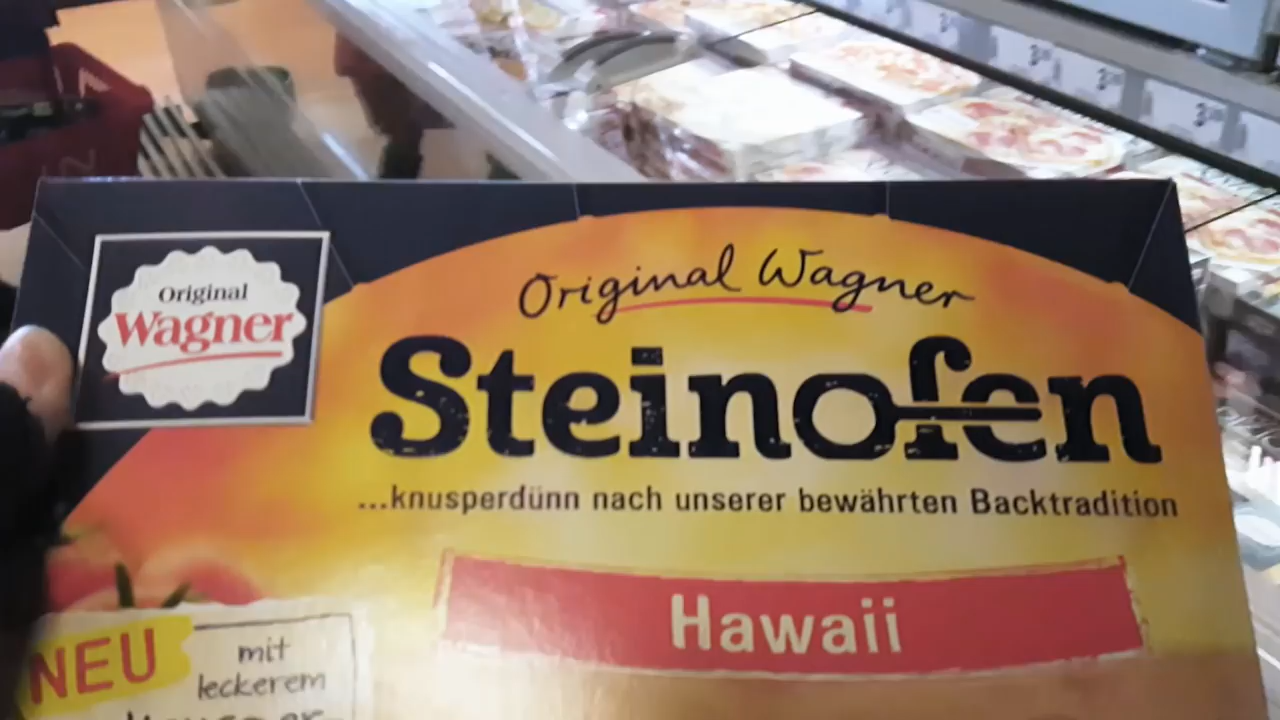 Original
Wagner
Original Wagner
Steinofen
...knusperdünn nach unserer bewährten Backtradition
Hawaii
NEU
mit
leckerem